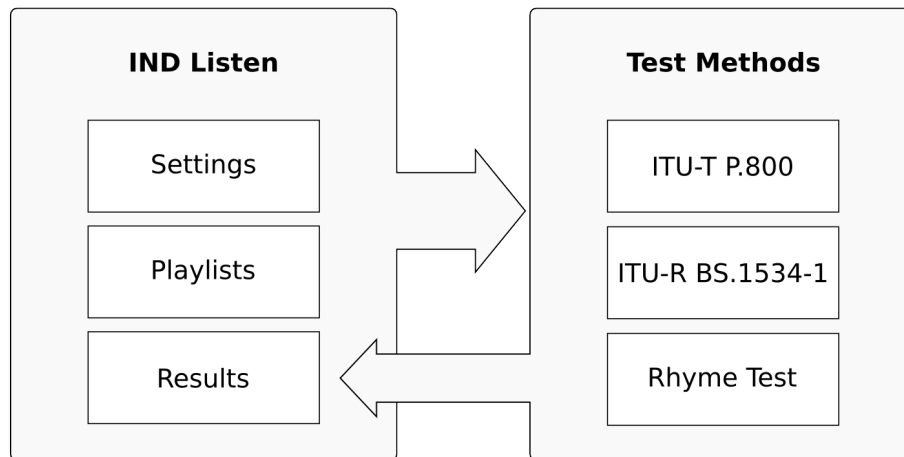 IND Listen
Settings
Playlists
Results
Test Methods
ITU-T P.800
ITU-R BS.1534-1
Rhyme Test